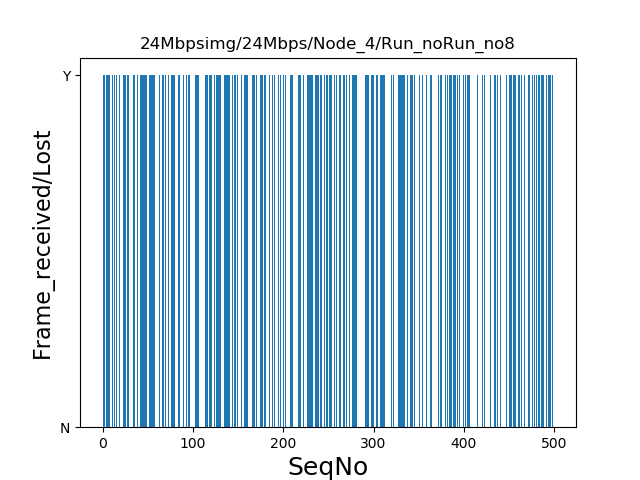 24Mbpsimg/24Mbps/Node_4/Run_noRun_no8
Y
Frame_received/Lost
N
0 100 200 300 400 500
SeqNo